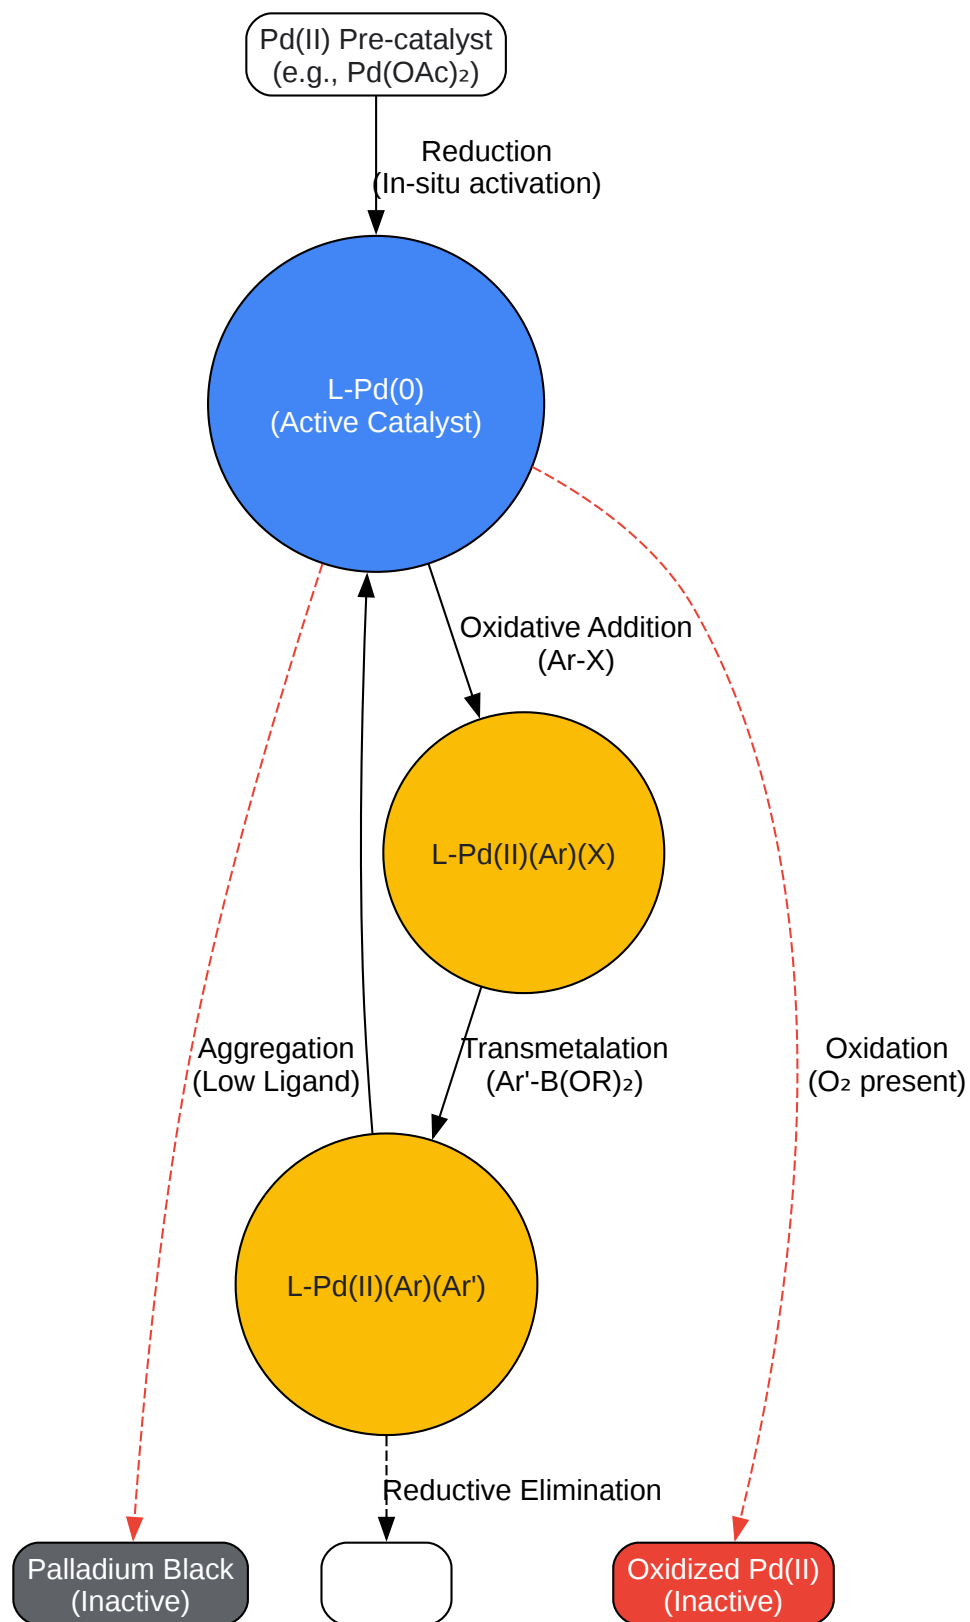 Pd(II) Pre-catalyst
(e.g., Pd(OAc)₂)
Reduction
(In-situ activation)
L-Pd(0)
(Active Catalyst)
Oxidative Addition
(Ar-X)
L-Pd(II)(Ar)(X)
Aggregation
(Low Ligand)
Transmetalation
(Ar'-B(OR)₂)
Oxidation
(O₂ present)
L-Pd(II)(Ar)(Ar')
Reductive Elimination
Palladium Black
(Inactive)
Oxidized Pd(II)
(Inactive)